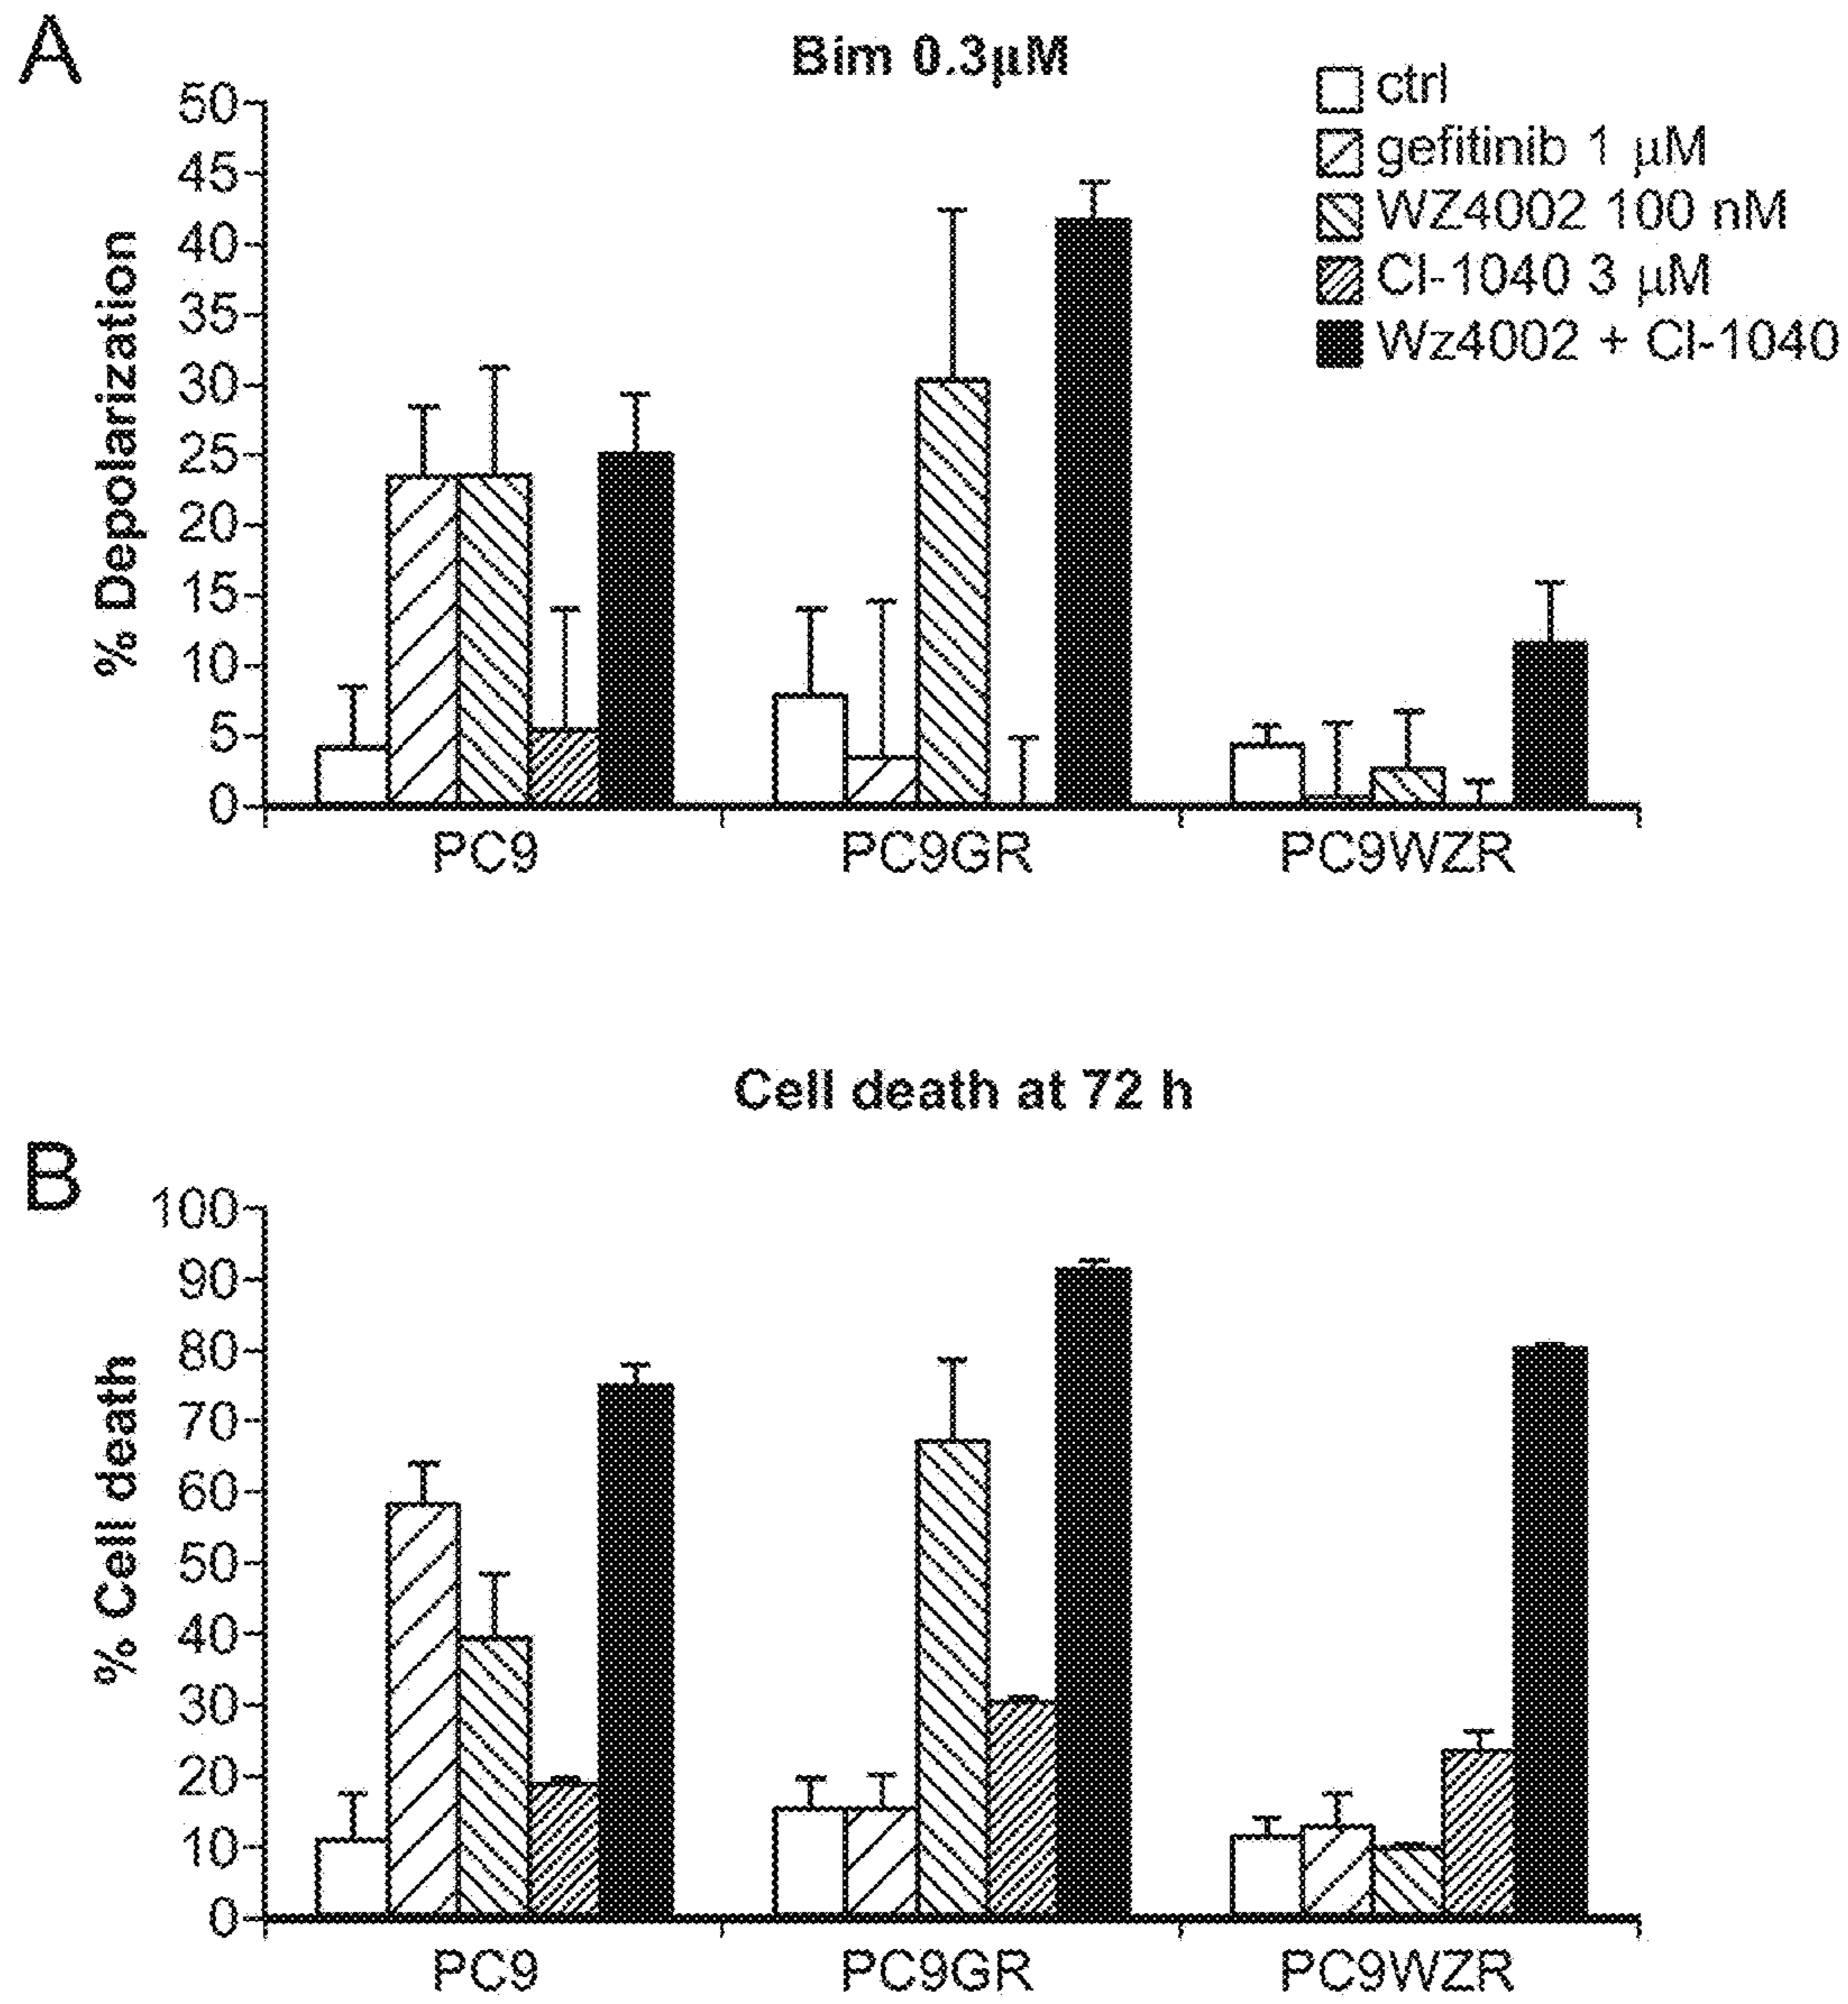 A
Bim 0.3μM
ctrl
gefitinib 1 μM
WZ4002 100 nM
CI-1040 3 μM
Wz4002 + CI-1040
% Depolarization
50
45
40
35
30
25
20
15
10
5
0
PC9 PC9GR PC9WZR
Cell death at 72 h
B
% Cell death
100
90
80
70
60
50
40
30
20
10
0
PC9 PC9GR PC9WZR